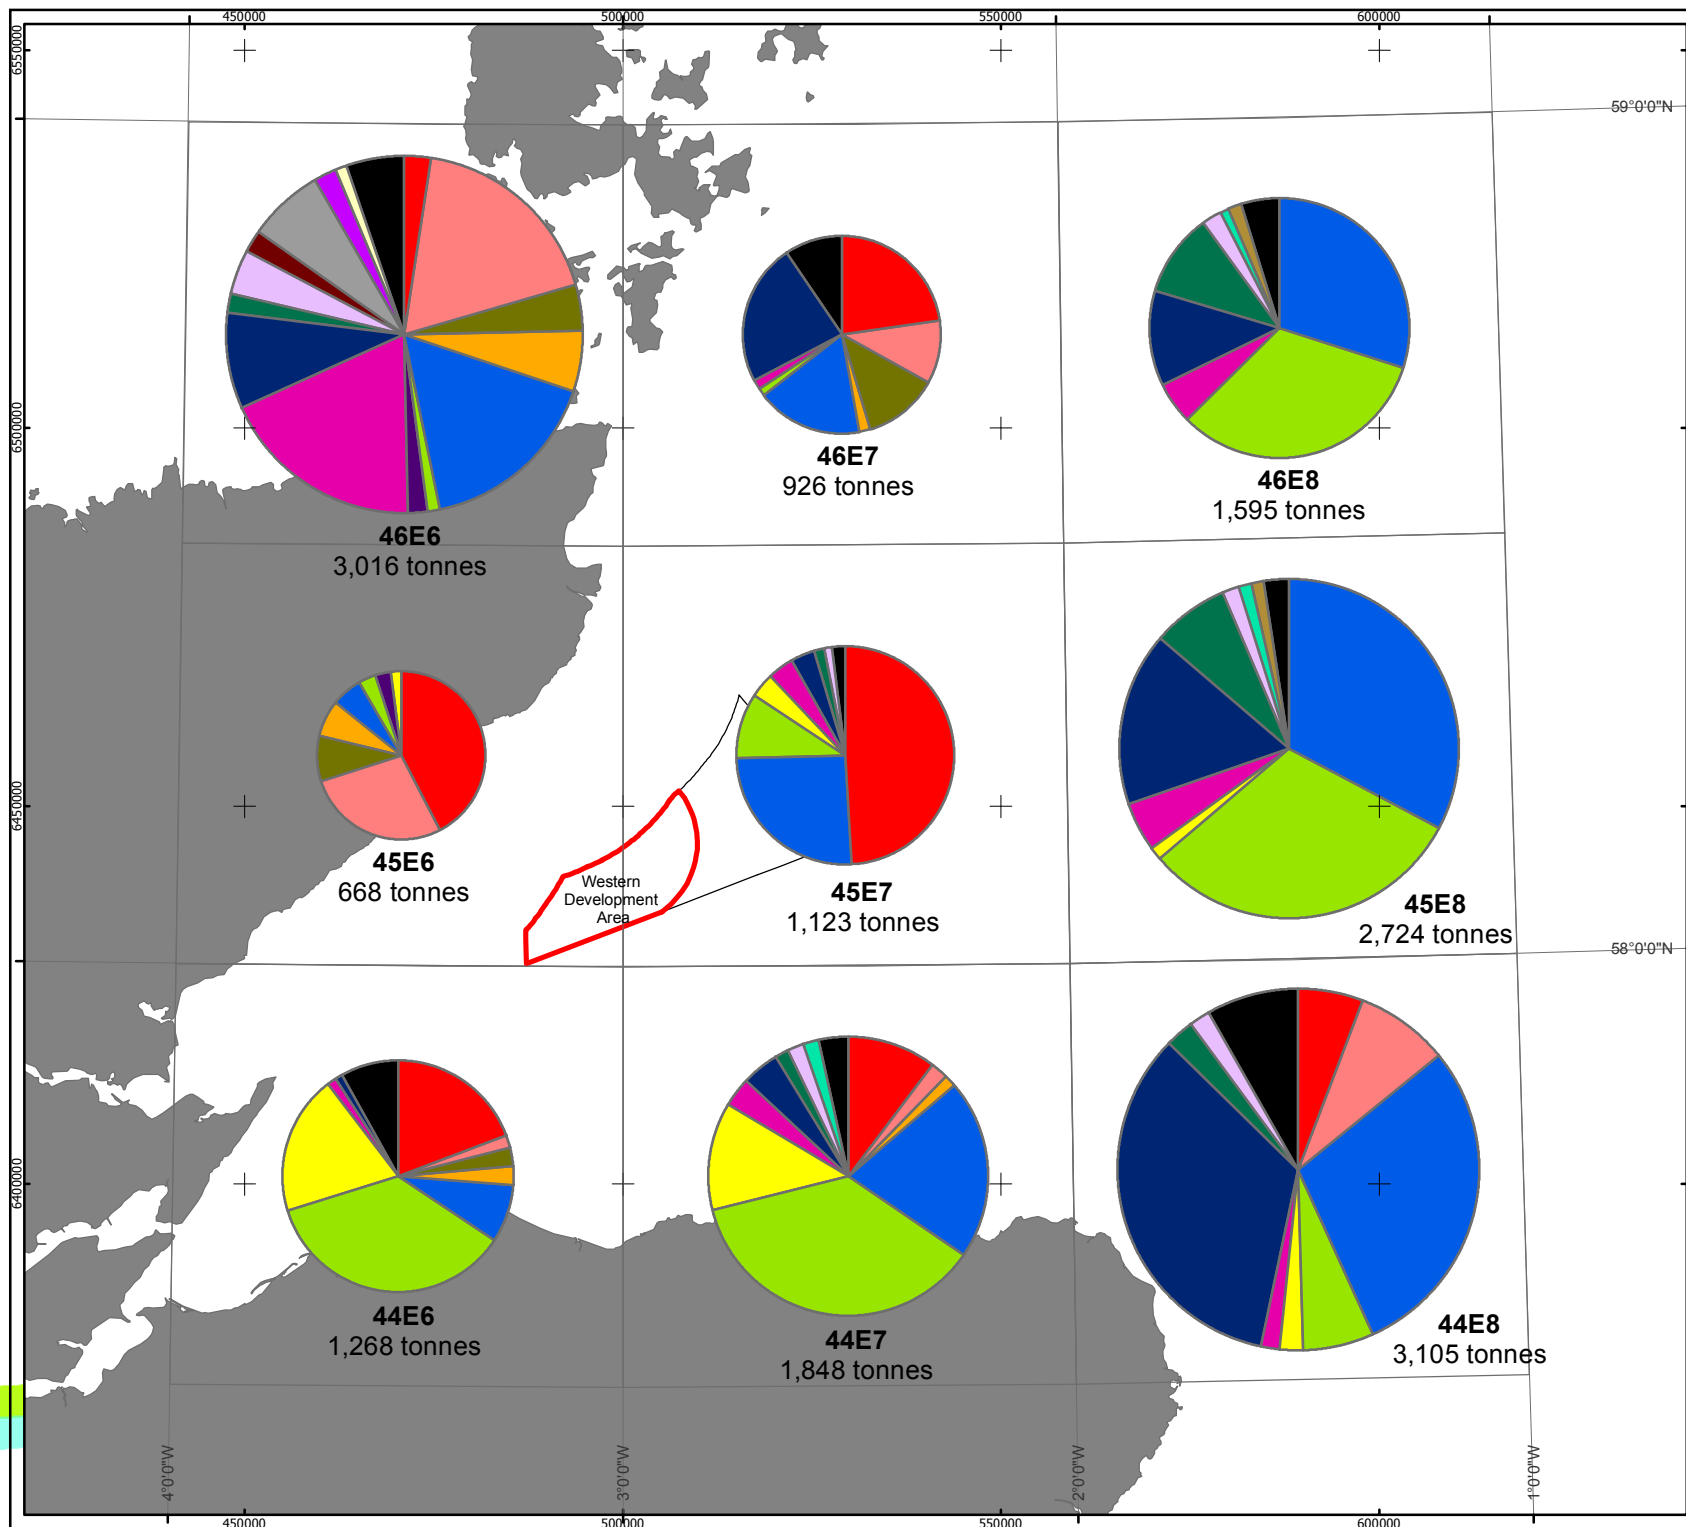 450000
500000
550000
600000
6550000
59°0'0"N
46E6
3,016 tonnes
46E7
926 tonnes
46E8
1,595 tonnes
6500000
45E6
668 tonnes
45E7
1,123 tonnes
45E8
2,724 tonnes
6450000
Western
Development
Area
58°0'0"N
44E6
1,268 tonnes
44E7
1,848 tonnes
44E8
3,105 tonnes
6400000
4°0'0"W
3°0'0"W
2°0'0"W
1°0'0"W
450000
500000
550000
600000